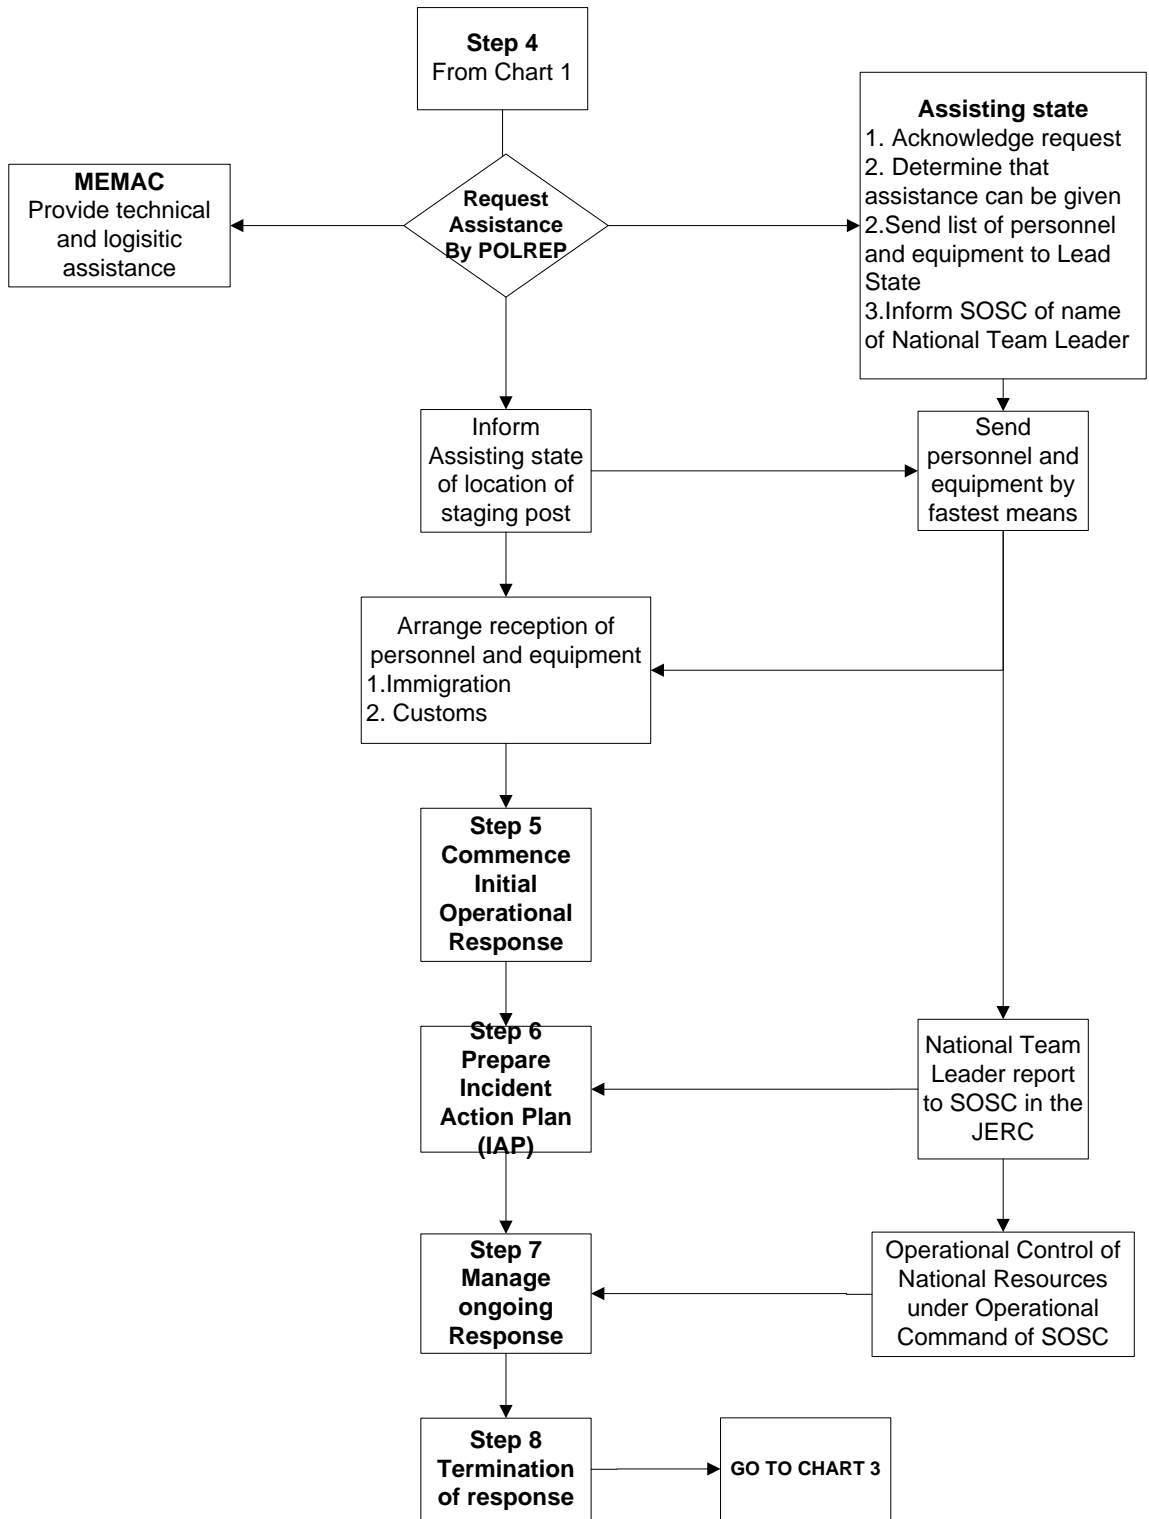 Step 4
From Chart 1
Assisting state
1. Acknowledge request
2. Determine that
assistance can be given
2.Send list of personnel
and equipment to Lead
State
3.Inform SOSC of name
of National Team Leader
MEMAC
Provide technical
and logisitic
assistance
Request
Assistance
By POLREP
Inform
Assisting state
of location of
staging post
Send
personnel and
equipment by
fastest means
Arrange reception of
personnel and equipment
1.Immigration
2. Customs
Step 5
Commence
Initial
Operational
Response
Step 6
Prepare
Incident
Action Plan
(IAP)
National Team
Leader report
to SOSC in the
JERC
Step 7
Manage
ongoing
Response
Operational Control of
National Resources
under Operational
Command of SOSC
Step 8
Termination
of response
GO TO CHART 3